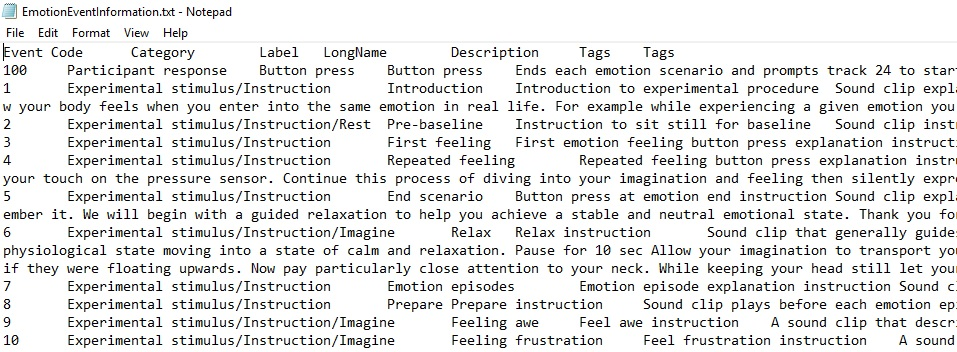 EmotionEventInformation.txt - Notepad
File Edit Format View Help
Event Code Category Label LongName Description Tags Tags
100 Participant response Button press Button press Ends each emotion scenario and prompts track 24 to star
1 Experimental stimulus/Instruction Introduction Introduction to experimental procedure Sound clip expla
w your body feels when you enter into the same emotion in real life. For example while experiencing a given emotion you
2 Experimental stimulus/Instruction/Rest Pre-baseline Instruction to sit still for baseline Sound clip inst
3 Experimental stimulus/Instruction First feeling First emotion feeling button press explanation instructi
4 Experimental stimulus/Instruction Repeated feeling Repeated feeling button press explanation instr
your touch on the pressure sensor. Continue this process of diving into your imagination and feeling then silently expre
5 Experimental stimulus/Instruction End scenario Button press at emotion end instruction Sound clip
ember it. We will begin with a guided relaxation to help you achieve a stable and neutral emotional state. Thank you fo
6 Experimental stimulus/Instruction/Imagine Relax Relax instruction Sound clip that generally guide
physiological state moving into a state of calm and relaxation. Pause for 10 sec Allow your imagination to transport yo
if they were floating upwards. Now pay particularly close attention to your neck. While keeping your head still let you
7 Experimental stimulus/Instruction Emotion episodes Emotion episode explanation instruction Sound cl
8 Experimental stimulus/Instruction Prepare Prepare instruction Sound clip plays before each emotion ep
9 Experimental stimulus/Instruction/Imagine Feeling awe Feel awe instruction A sound clip that descr
10 Experimental stimulus/Instruction/Imagine Feeling frustration Feel frustration instruction A sound